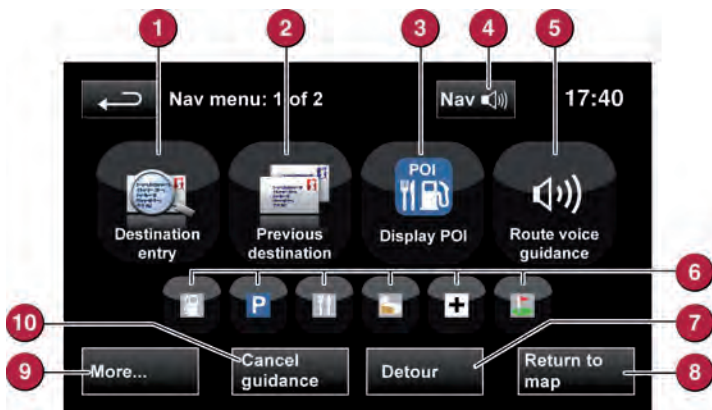 1 2 3 4 5
Nav menu: 1 of 2 Nav 17:40
POI
Destination
entry
Previous
destination
Display POI
Route voice
guidance
6
P
10 7
9 More...
Cancel
guidance
Detour
Return to
map
8